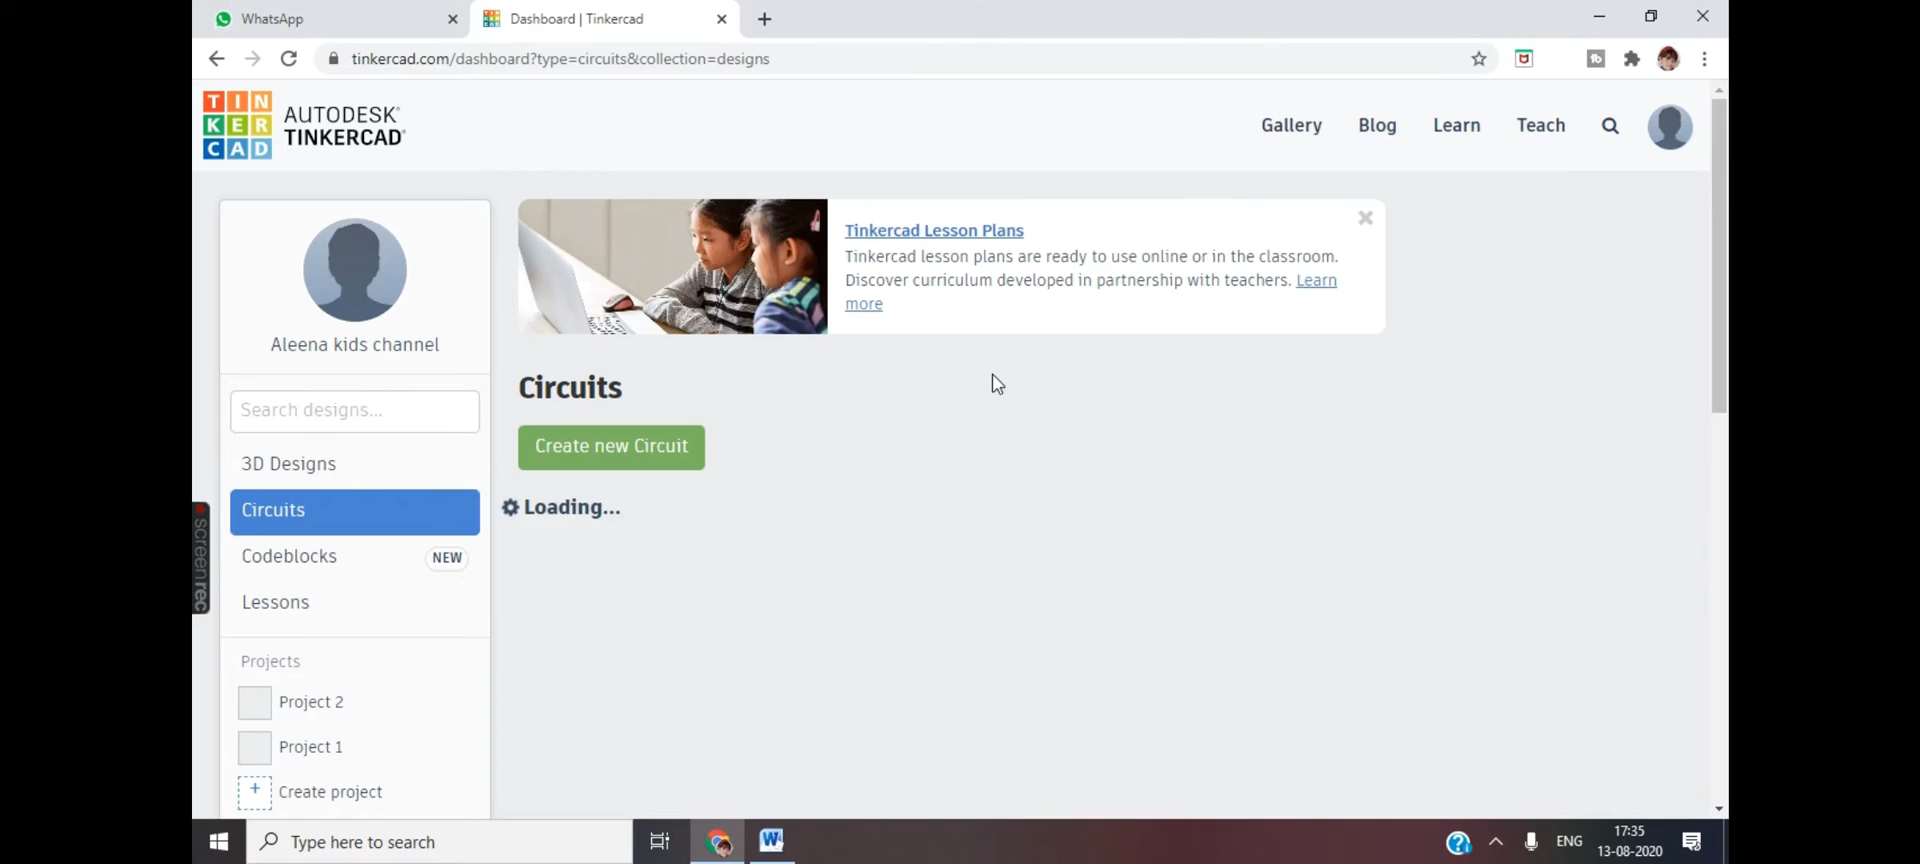 WhatsApp
Dashboard | Tinkercad
tinkercad.com/dashboard?type=circuits&collection=designs
TIN
KER
CAD
AUTODESK®
TINKERCAD®
Gallery Blog Learn Teach
Aleena kids channel
Search designs...
3D Designs
Circuits
Codeblocks NEW
Lessons
Projects
Project 2
Project 1
Create project
Tinkercad Lesson Plans
Tinkercad lesson plans are ready to use online or in the classroom.
Discover curriculum developed in partnership with teachers. Learn
more
Circuits
Create new Circuit
Loading...
screenrec
Type here to search
W
ENG
17:35
13-08-2020